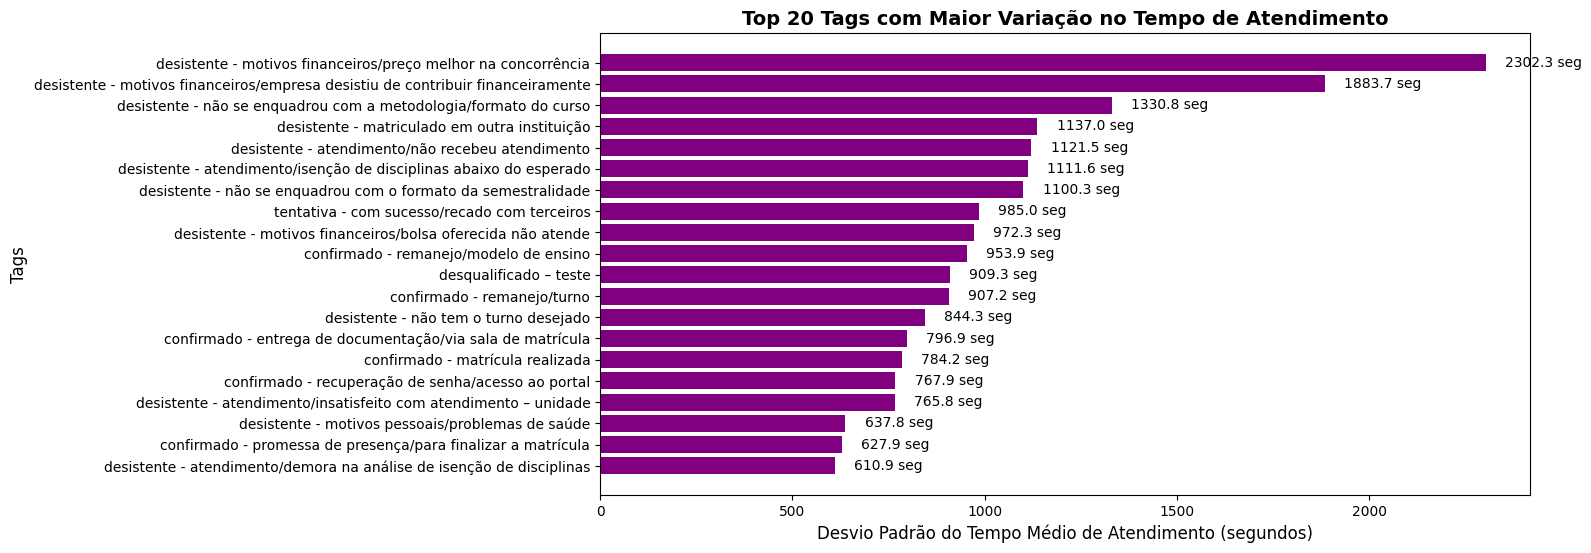 Top 20 Tags com Maior Variação no Tempo de Atendimento
Tags
desistente - motivos financeiros/preço melhor na concorrência 2302.3 seg
desistente - motivos financeiros/empresa desistiu de contribuir financeiramente 1883.7 seg
desistente - não se enquadrou com a metodologia/formato do curso 1330.8 seg
desistente - matriculado em outra instituição 1137.0 seg
desistente - atendimento/não recebeu atendimento 1121.5 seg
desistente - atendimento/isenção de disciplinas abaixo do esperado 1111.6 seg
desistente - não se enquadrou com o formato da semestralidade 1100.3 seg
tentativa - com sucesso/recado com terceiros 985.0 seg
desistente - motivos financeiros/bolsa oferecida não atende 972.3 seg
confirmado - remanejo/modelo de ensino 953.9 seg
desqualificado – teste 909.3 seg
confirmado - remanejo/turno 907.2 seg
desistente - não tem o turno desejado 844.3 seg
confirmado - entrega de documentação/via sala de matrícula 796.9 seg
confirmado - matrícula realizada 784.2 seg
confirmado - recuperação de senha/acesso ao portal 767.9 seg
desistente - atendimento/insatisfeito com atendimento – unidade 765.8 seg
desistente - motivos pessoais/problemas de saúde 637.8 seg
confirmado - promessa de presença/para finalizar a matrícula 627.9 seg
desistente - atendimento/demora na análise de isenção de disciplinas 610.9 seg
0 500 1000 1500 2000
Desvio Padrão do Tempo Médio de Atendimento (segundos)